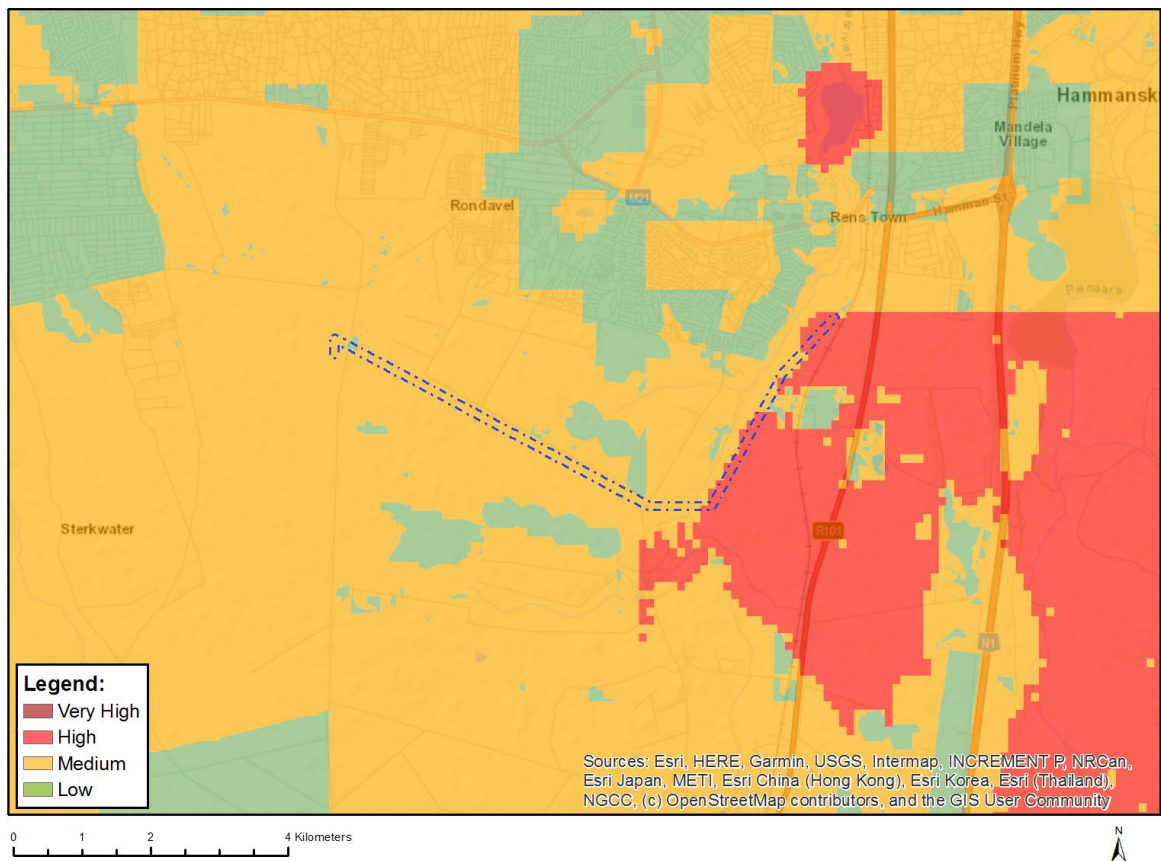 Platinum Hwy
Hammansk
Mandela
Village
Rondavel
M21
Rens Town
Hamman St
Pienaars
Sterkwater
R101
N1
Legend:
Very High
High
Medium
Low
Sources: Esri, HERE, Garmin, USGS, Intermap, INCREMENT P, NRCan,
Esri Japan, METI, Esri China (Hong Kong), Esri Korea, Esri (Thailand),
NGCC, (c) OpenStreetMap contributors, and the GIS User Community
0 1 2 4 Kilometers
N